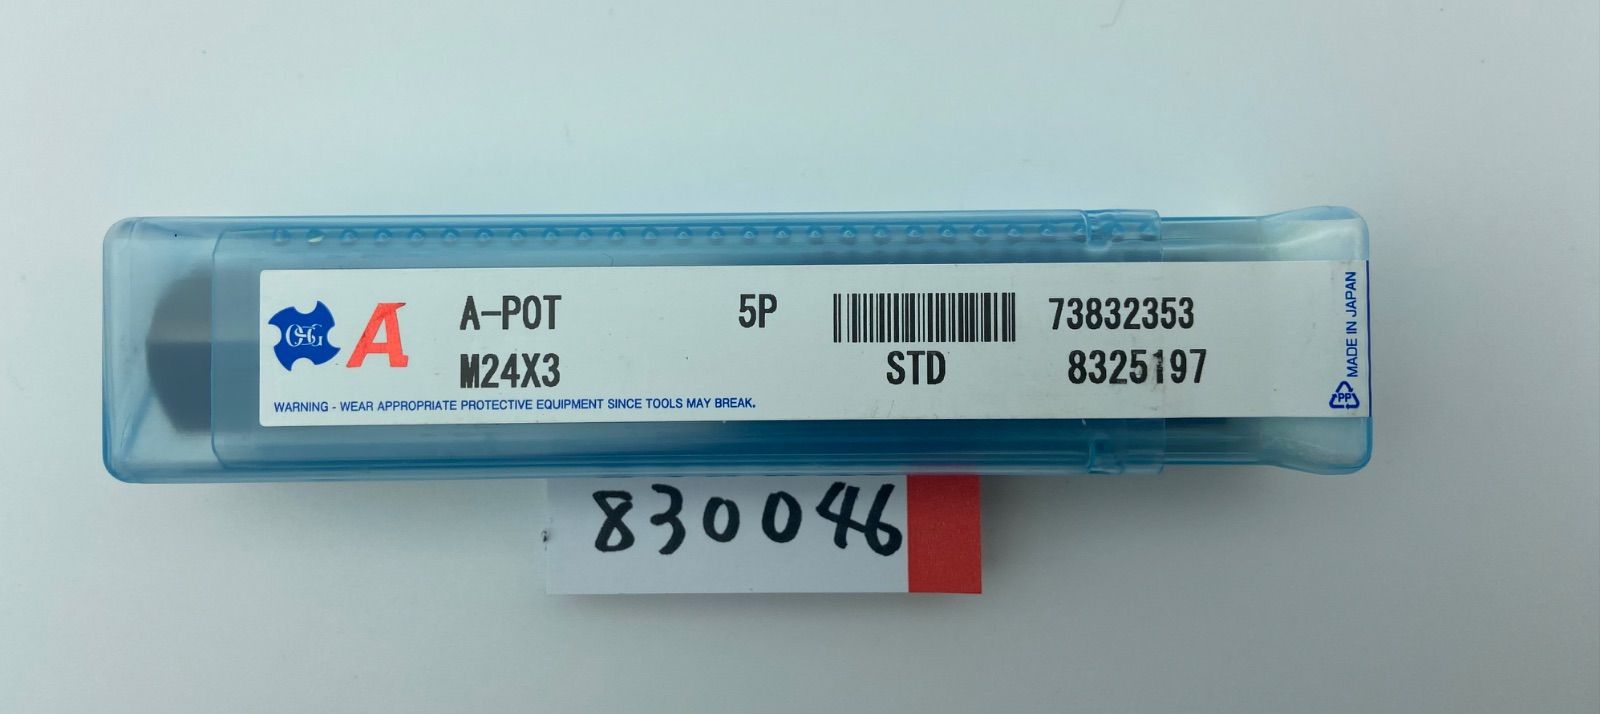 OSG A
A-POT 5P 73832353
M24X3 STD 8325197
WARNING - WEAR APPROPRIATE PROTECTIVE EQUIPMENT SINCE TOOLS MAY BREAK.
MADE IN JAPAN
PP
830046